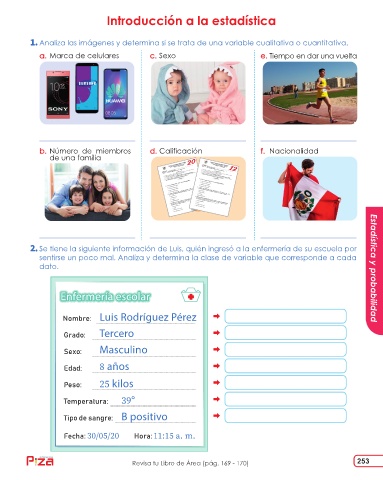 Introducción a la estadística
1. Analiza las imágenes y determina si se trata de una variable cualitativa o cuantitativa.
a. Marca de celulares
c. Sexo
e. Tiempo en dar una vuelta
SONY
SAMSUNG
HUAWEI
b. Número de miembros
de una familia
d. Calificación
f. Nacionalidad
20
12
2. Se tiene la siguiente información de Luis, quién ingresó a la enfermería de su escuela por
sentirse un poco mal. Analiza y determina la clase de variable que corresponde a cada
dato.
Enfermería escolar
Nombre: Luis Rodríguez Pérez
Grado: Tercero
Sexo: Masculino
Edad: 8 años
Peso: 25 kilos
Temperatura: 39°
Tipo de sangre: B positivo
Fecha: 30/05/20 Hora: 11:15 a. m.
Estadística y probabilidad
Revisa tu Libro de Área (pág. 169 - 170)
253